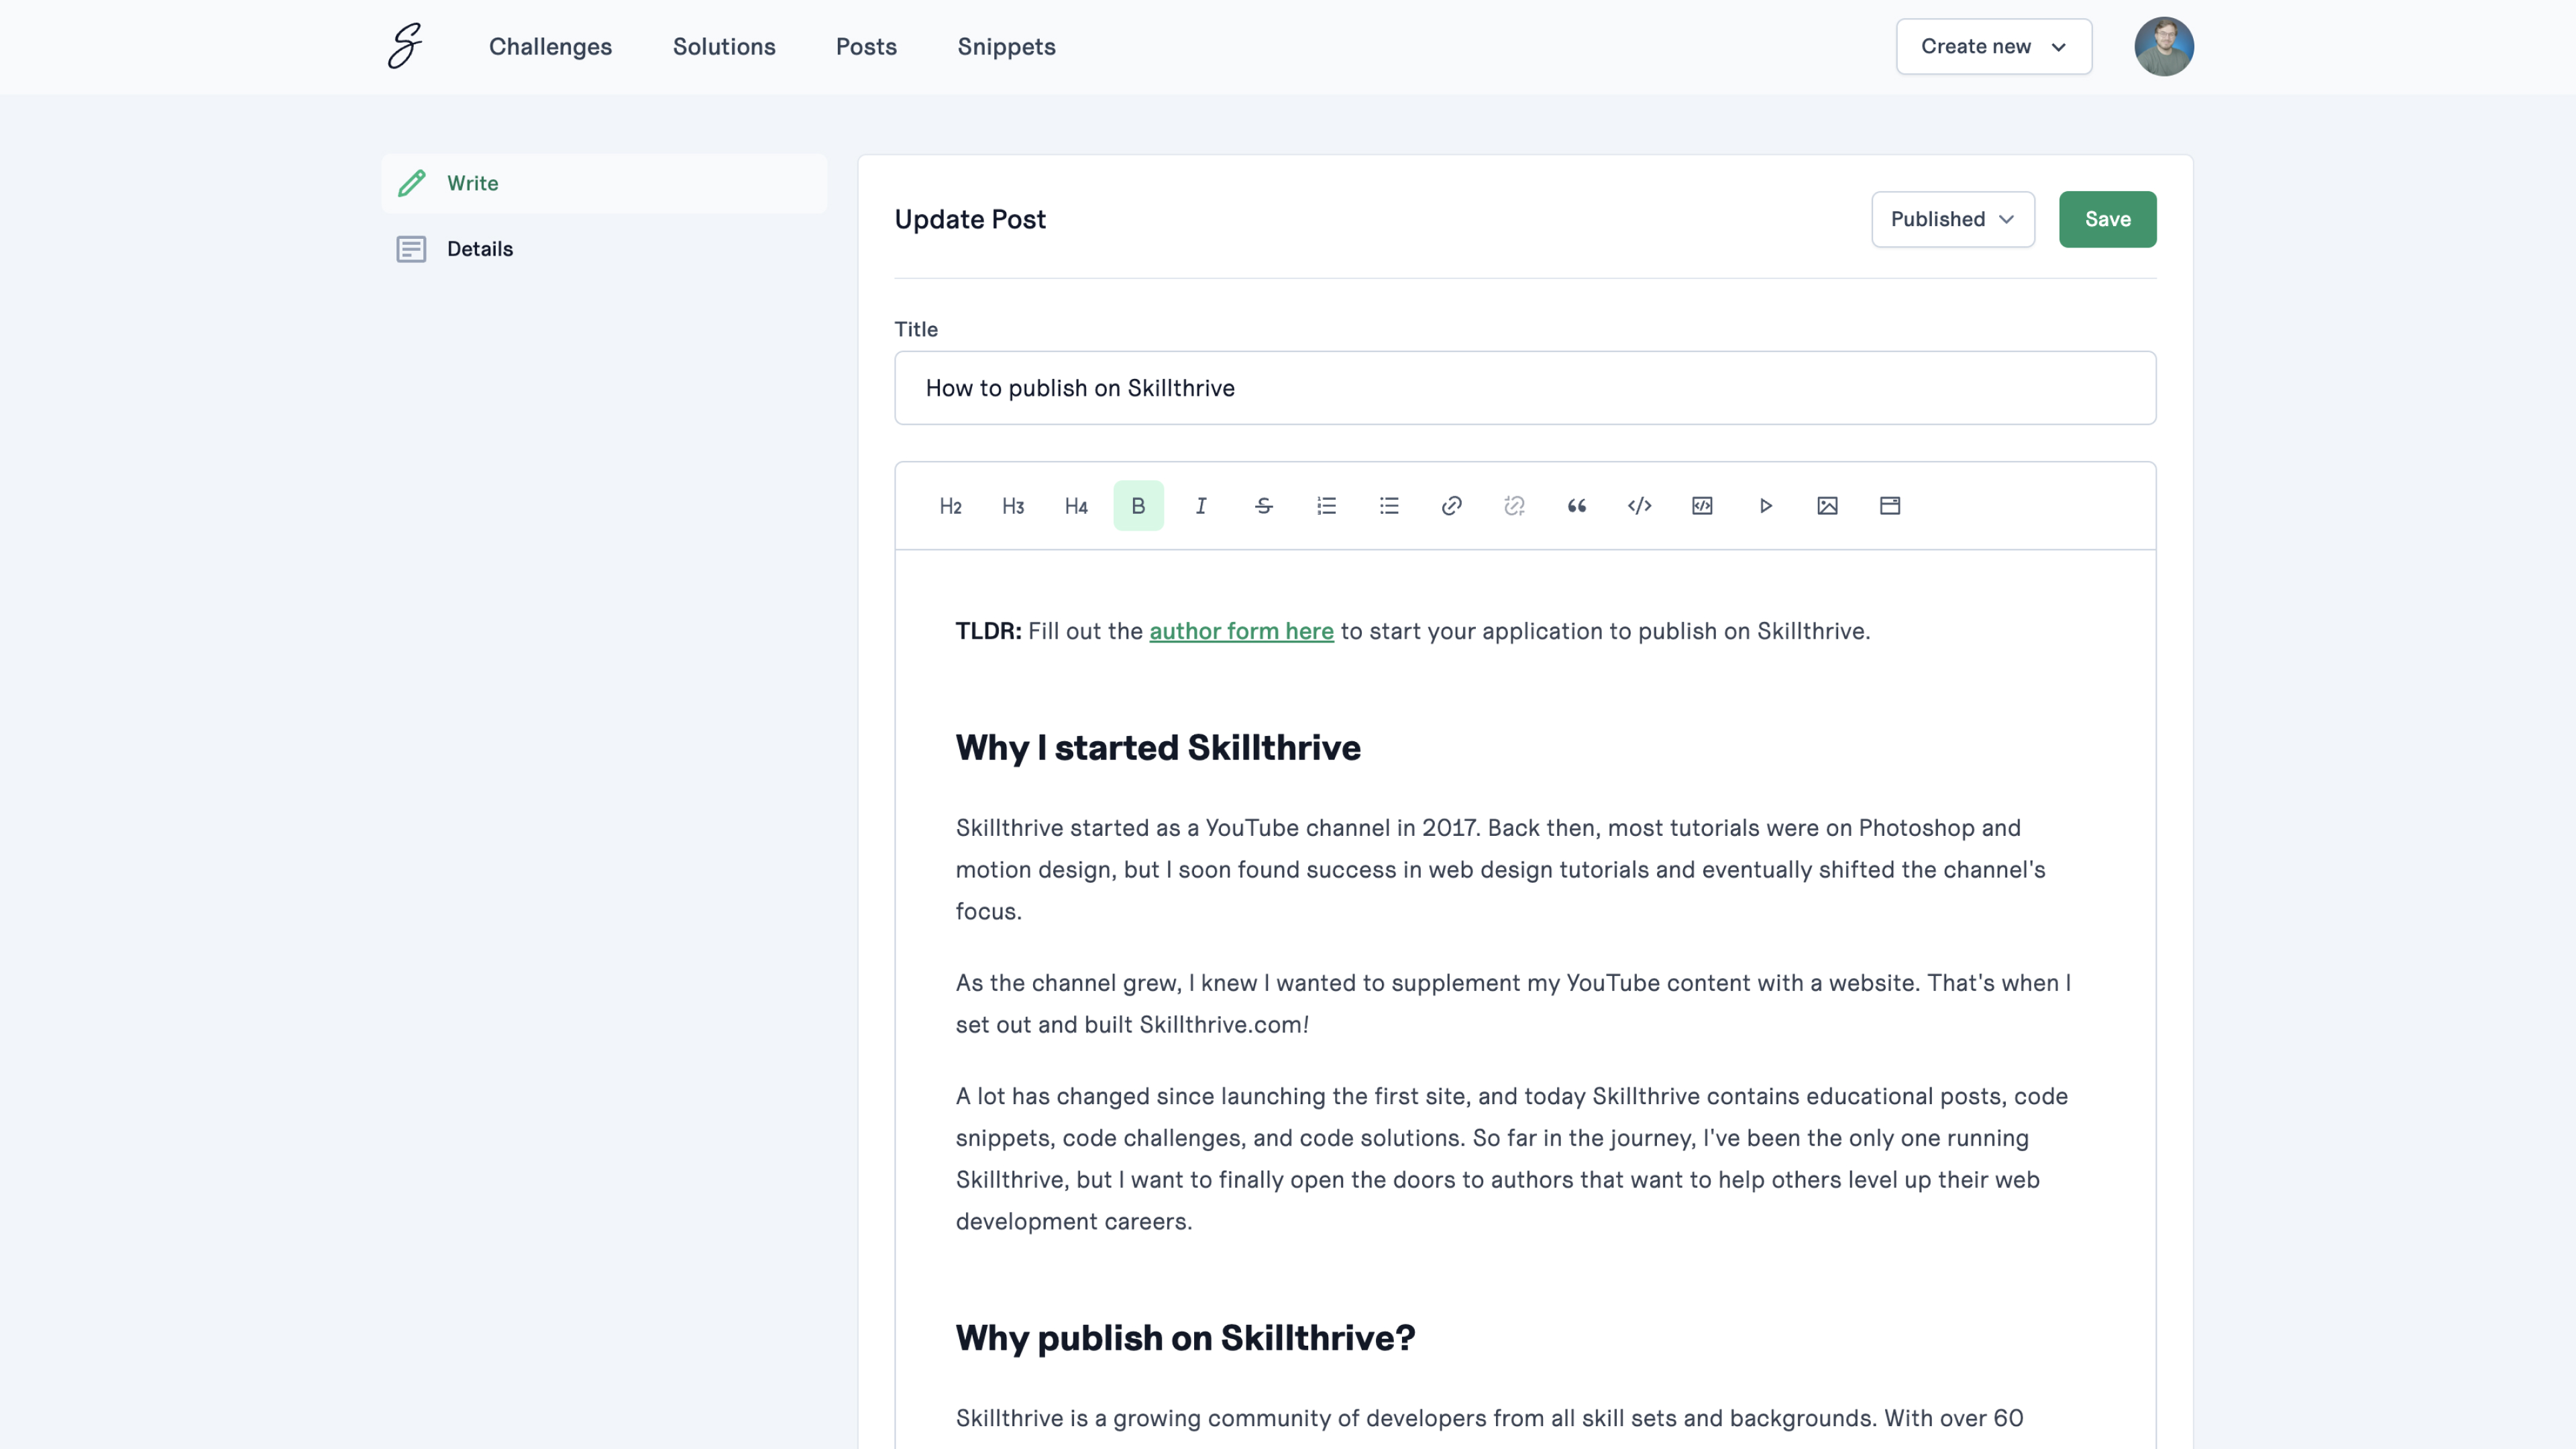 Challenges Solutions Posts Snippets Create new
Write
Details
Update Post Published Save
Title
How to publish on Skillthrive
H2 H3 H4 B I S
TLDR: Fill out the author form here to start your application to publish on Skillthrive.
Why I started Skillthrive
Skillthrive started as a YouTube channel in 2017. Back then, most tutorials were on Photoshop and
motion design, but I soon found success in web design tutorials and eventually shifted the channel's
focus.
As the channel grew, I knew I wanted to supplement my YouTube content with a website. That's when I
set out and built Skillthrive.com!
A lot has changed since launching the first site, and today Skillthrive contains educational posts, code
snippets, code challenges, and code solutions. So far in the journey, I've been the only one running
Skillthrive, but I want to finally open the doors to authors that want to help others level up their web
development careers.
Why publish on Skillthrive?
Skillthrive is a growing community of developers from all skill sets and backgrounds. With over 60